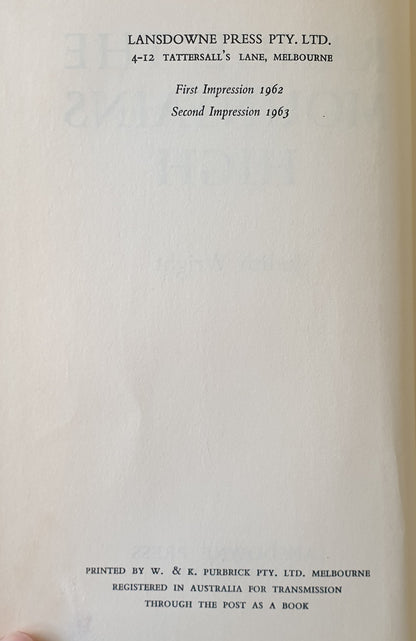 LANSDOWNE PRESS PTY. LTD.
4-12 TATTERSALL'S LANE, MELBOURNE
First Impression 1962
Second Impression 1963
PRINTED BY W. & K. PURBRICK PTY. LTD. MELBOURNE
REGISTERED IN AUSTRALIA FOR TRANSMISSION
THROUGH THE POST AS A BOOK